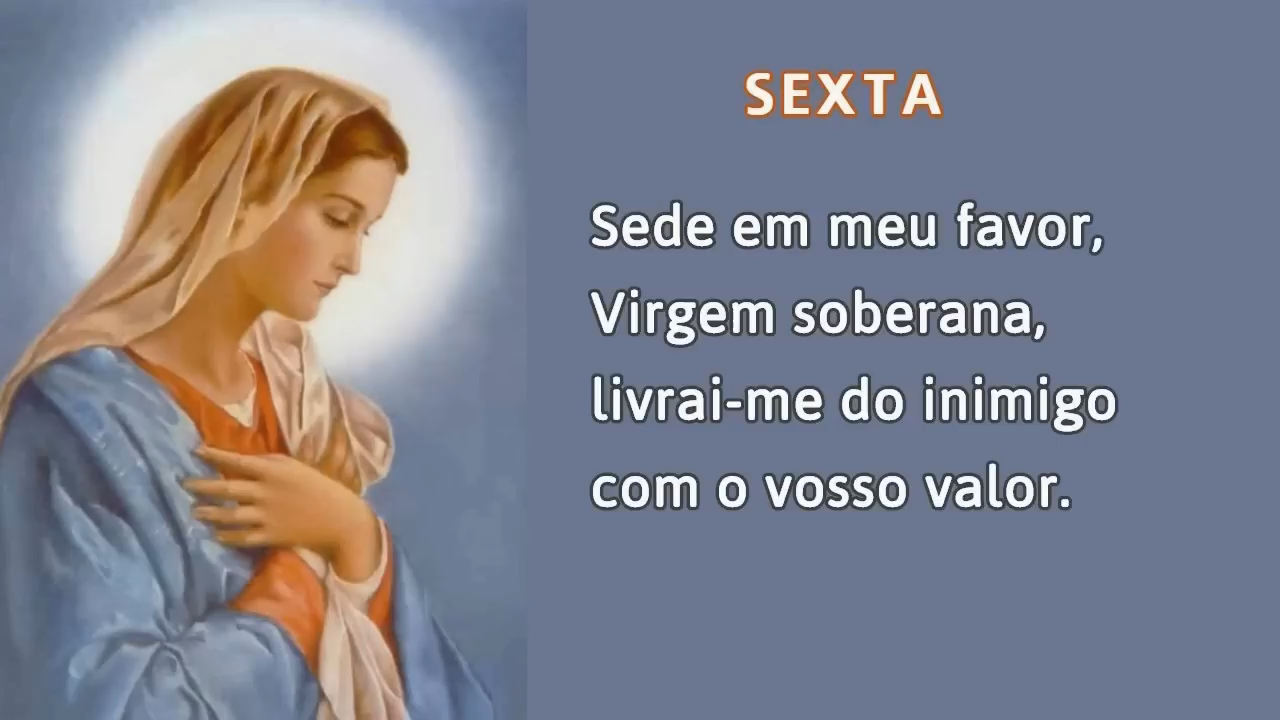 SEXTA
Sede em meu favor,
Virgem soberana,
livrai-me do inimigo
com o vosso valor.